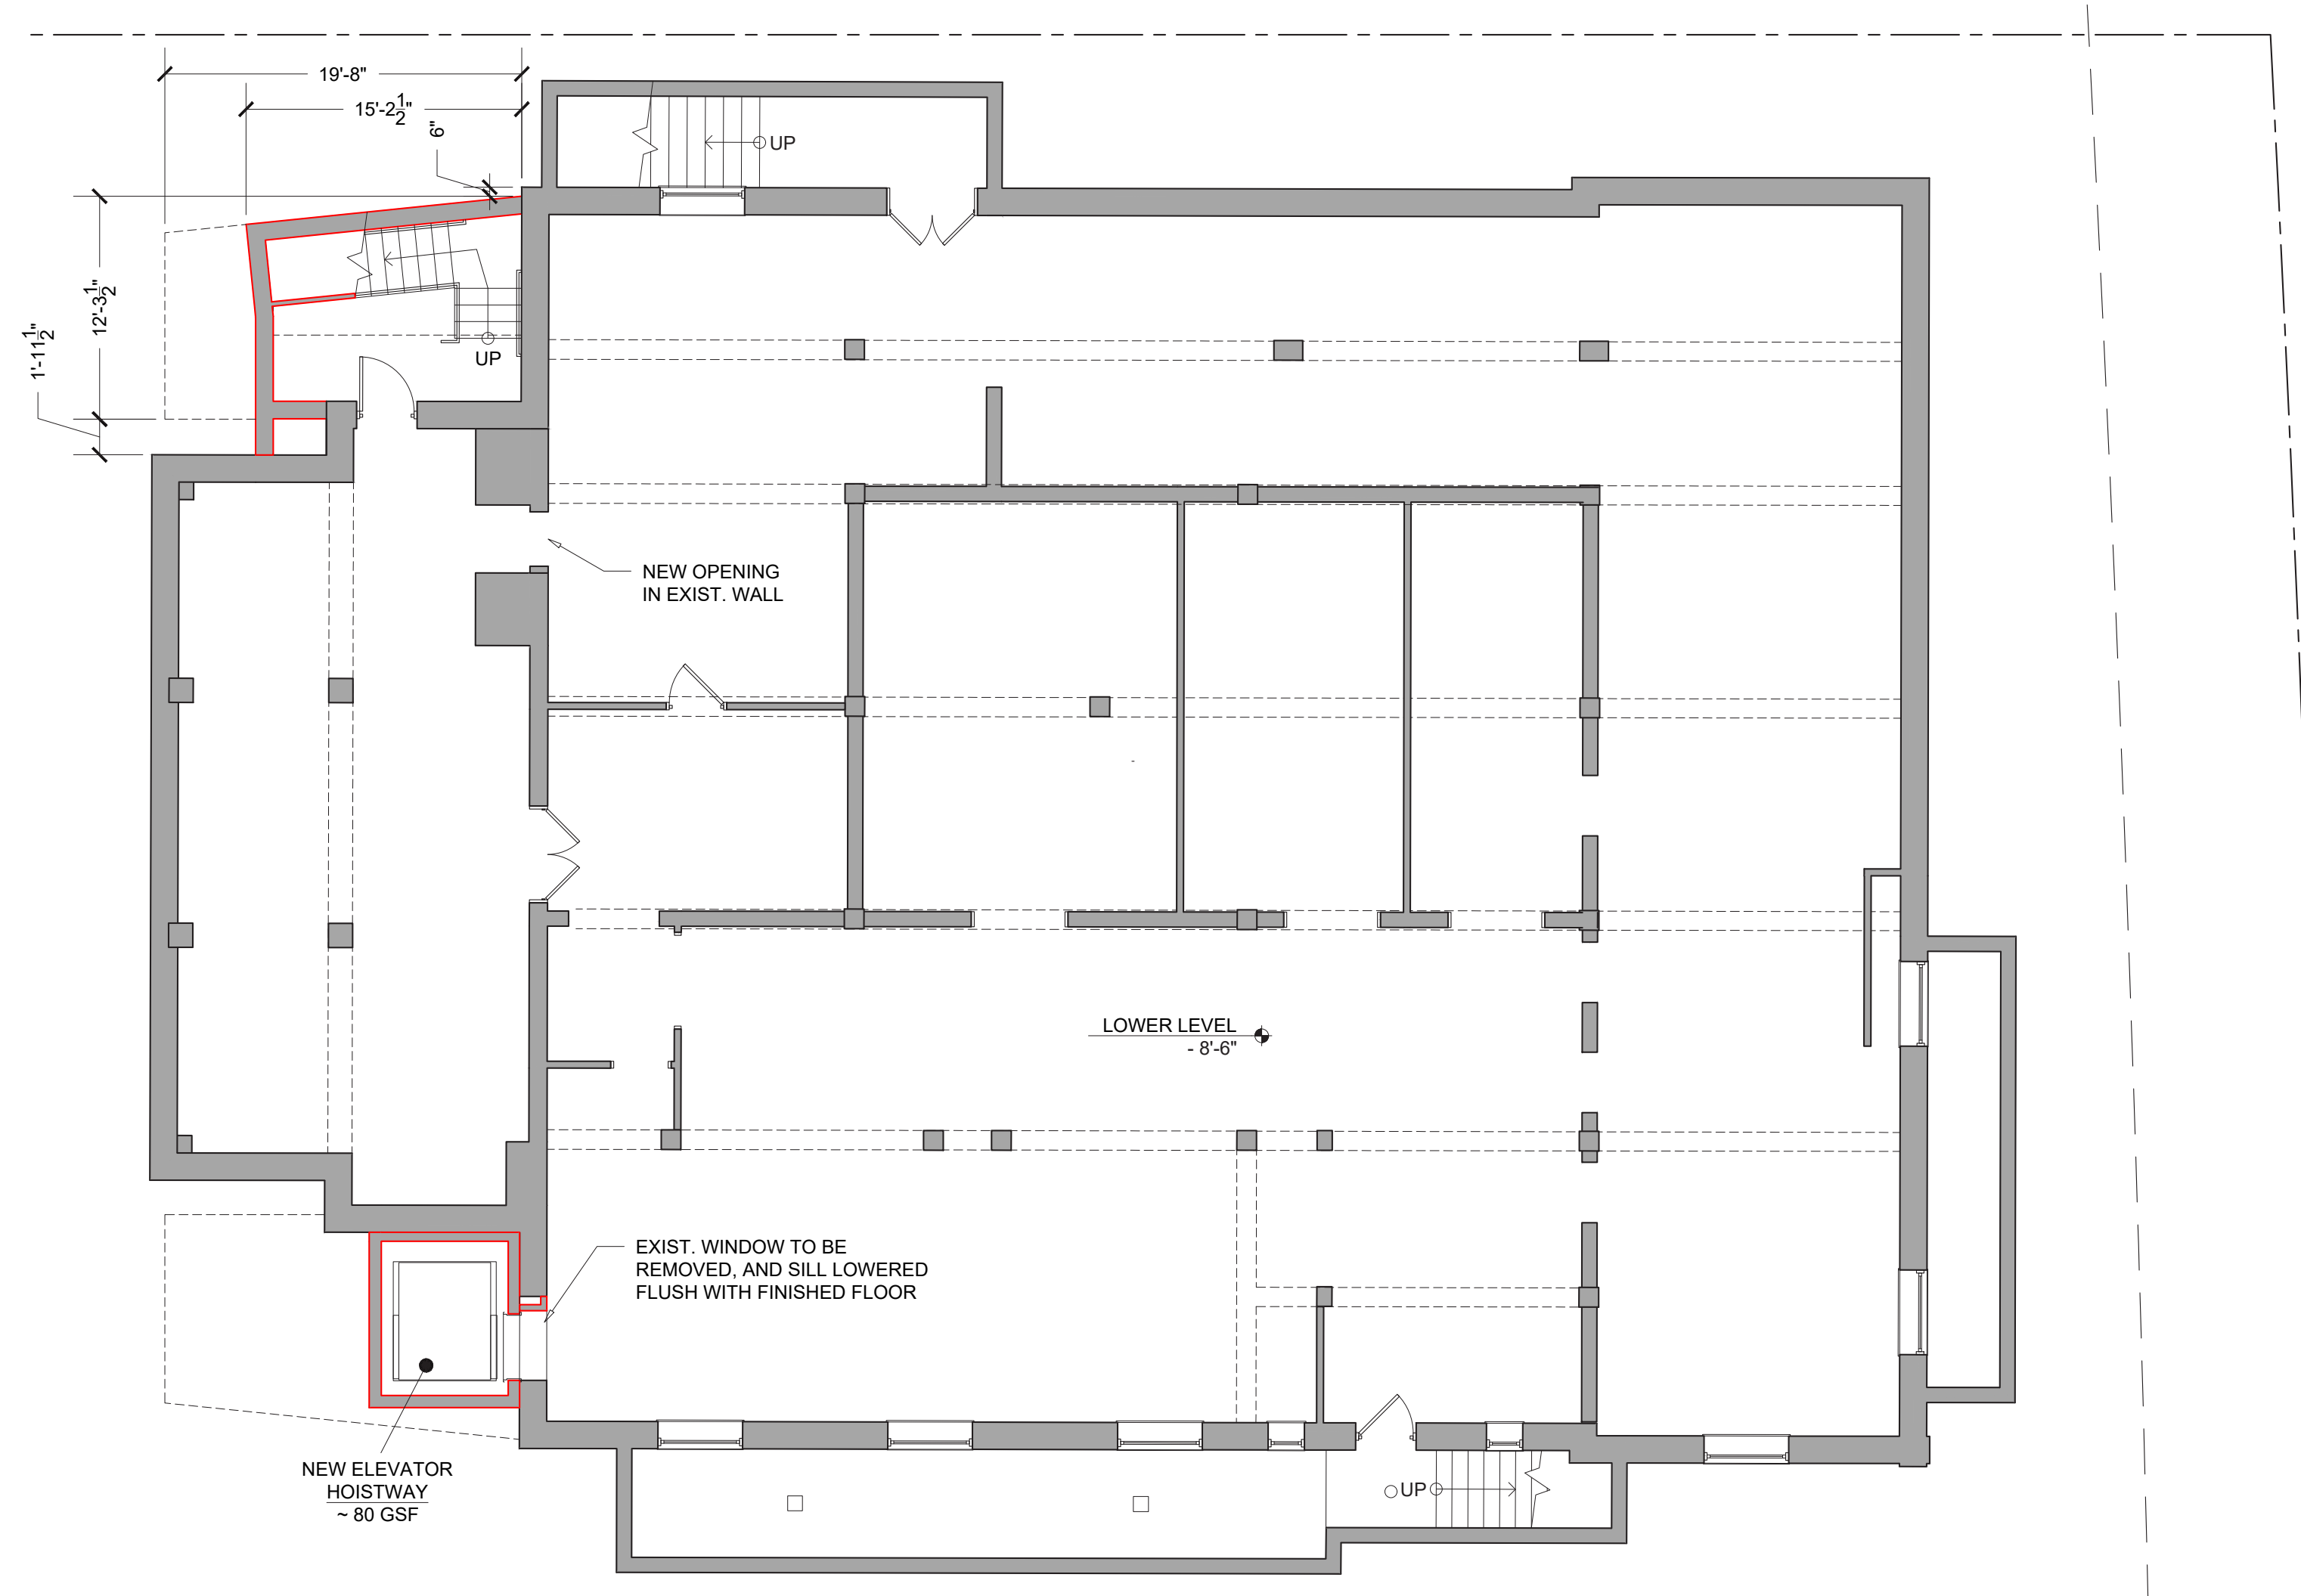 19'-8"
15'-2 1/2"
6"
UP
12'-3 1/2"
1'-11 1/2"
UP
NEW OPENING
IN EXIST. WALL
LOWER LEVEL
- 8'-6"
EXIST. WINDOW TO BE
REMOVED, AND SILL LOWERED
FLUSH WITH FINISHED FLOOR
NEW ELEVATOR
HOISTWAY
~ 80 GSF
UP